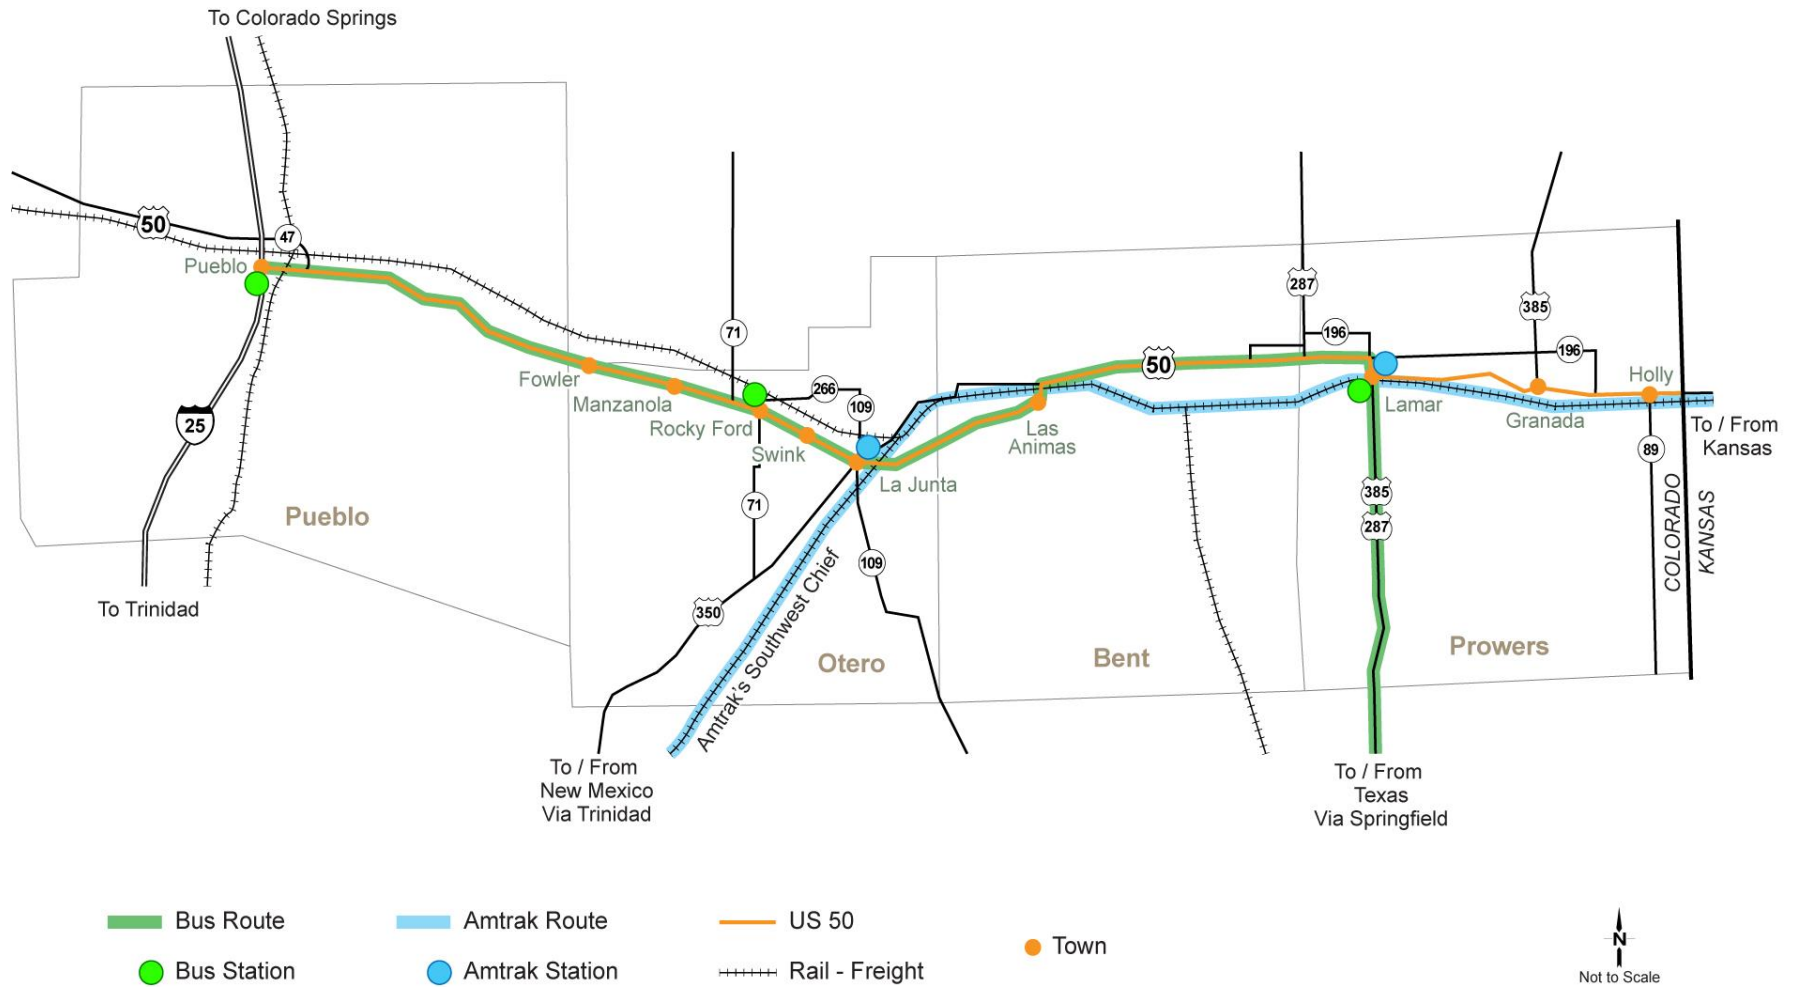 To Colorado Springs
50
47
Pueblo
287
385
71
196
196
50
Fowler
266
Holly
Manzanola
109
Lamar
Granada
Rocky Ford
Las
Animas
To / From
Kansas
Swink
89
La Junta
385
25
71
Pueblo
287
COLORADO
KANSAS
109
To Trinidad
350
Amtrak's Southwest Chief
Otero
Bent
Prowers
To / From
New Mexico
Via Trinidad
To / From
Texas
Via Springfield
Bus Route
Amtrak Route
US 50
Town
Bus Station
Amtrak Station
Rail - Freight
N
Not to Scale